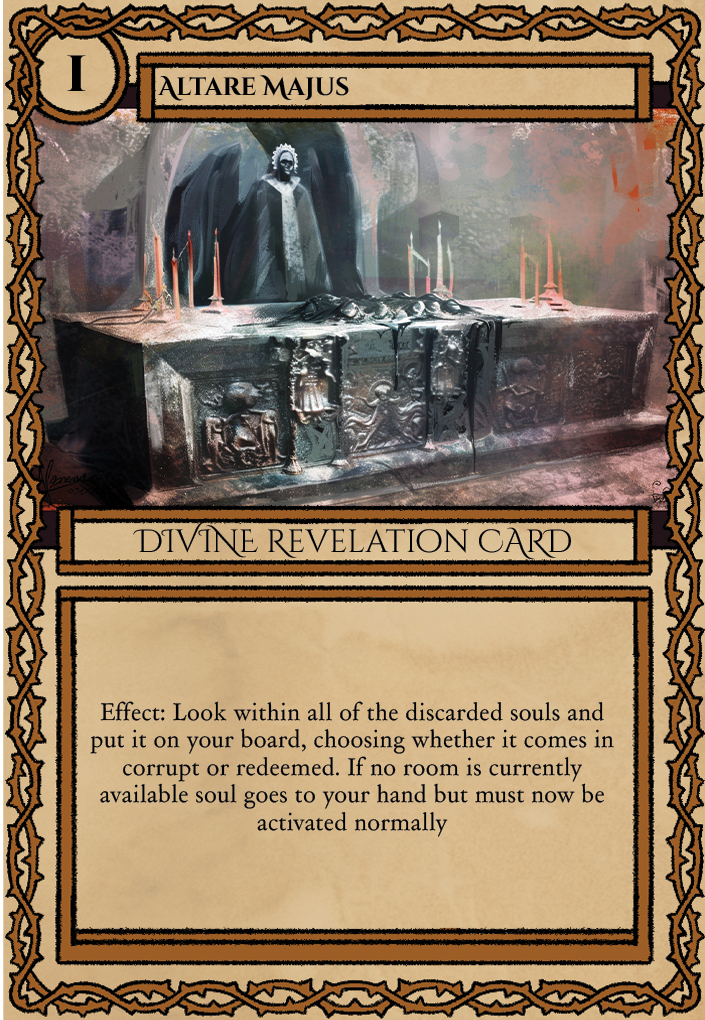 I
Altare Majus
Divine Revelation Card
Effect: Look within all of the discarded souls and
put it on your board, choosing whether it comes in
corrupt or redeemed. If no room is currently
available soul goes to your hand but must now be
activated normally